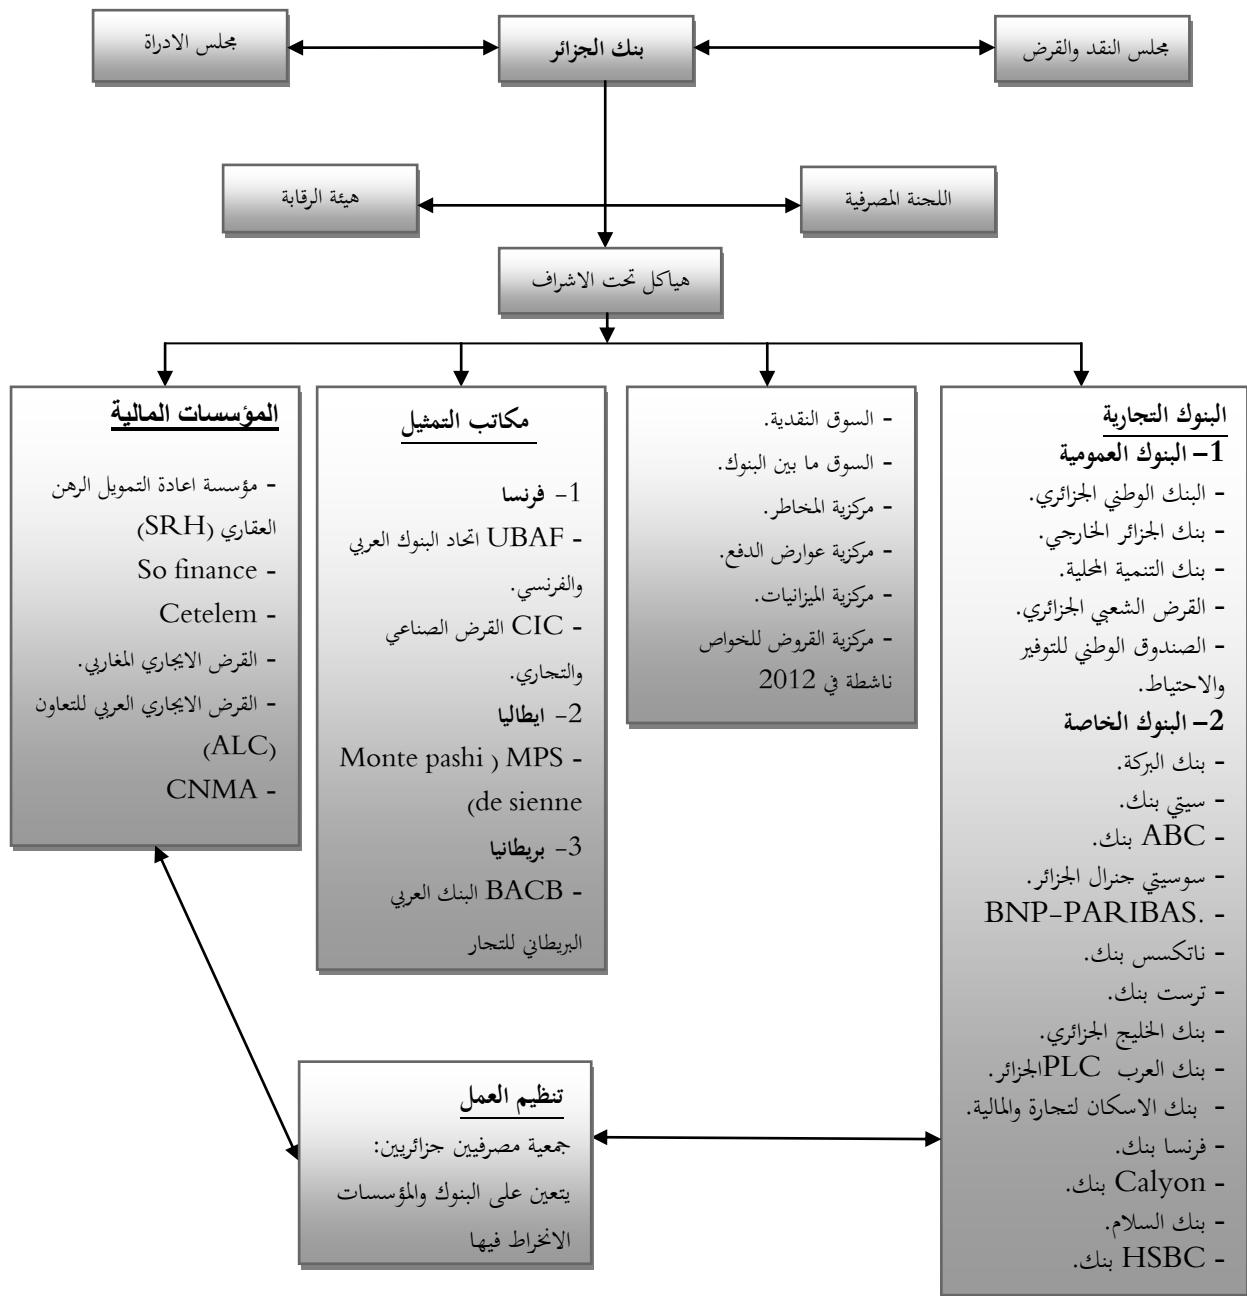 مجلس النقد والقرض
بنك الجزائر
مجلس الادراة
اللجنة المصرفية
هيئة الرقابة
هياكل تحت الاشراف
البنوك التجارية
1- البنوك العمومية
- البنك الوطني الجزائري.
- بنك الجزائر الخارجي.
- بنك التنمية المحلية.
- القرض الشعبي الجزائري.
- الصندوق الوطني للتوفير
والاحتياط.
2- البنوك الخاصة
- بنك البركة.
- سيتي بنك.
- ABC بنك.
- سوسيتي جنرال الجزائر.
- BNP-PARIBAS.
- ناتكسس بنك.
- ترست بنك.
- بنك الخليج الجزائري.
- بنك العرب PLCالجزائر.
- بنك الاسكان لتجارة والمالية.
- فرنسا بنك.
- Calyon بنك.
- بنك السلام.
- HSBC بنك.
- السوق النقدية.
- السوق ما بين البنوك.
- مركزية المخاطر.
- مركزية عوارض الدفع.
- مركزية الميزانيات.
- مركزية القروض للخواص
ناشطة في 2012
مكاتب التمثيل
1- فرنسا
- UBAF اتحاد البنوك العربي
والفرنسي.
- CIC القرض الصناعي
والتجاري.
2- ايطاليا
- MPS ( Monte pashi
de sienne)
3- بريطانيا
- BACB البنك العربي
البريطاني للتجار
المؤسسات المالية
- مؤسسة اعادة التمويل الرهن
العقاري (SRH)
- So finance
- Cetelem
- القرض الايجاري المغاربي.
- القرض الايجاري العربي للتعاون
(ALC)
- CNMA
تنظيم العمل
جمعية مصرفيين جزائريين:
يتعين على البنوك والمؤسسات
الانخراط فيها